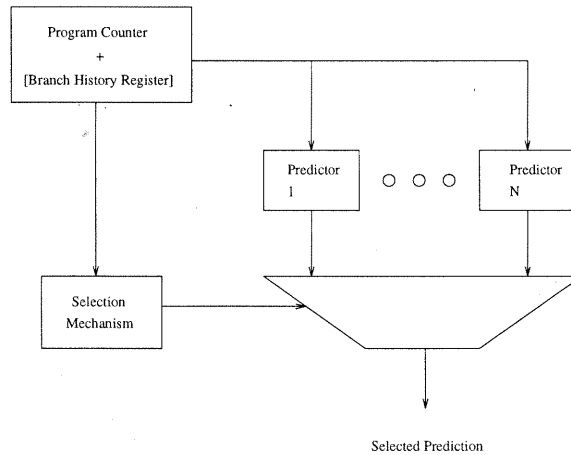 Program Counter
+
[Branch History Register]
Predictor
1
Predictor
N
Selection
Mechanism
Selected Prediction